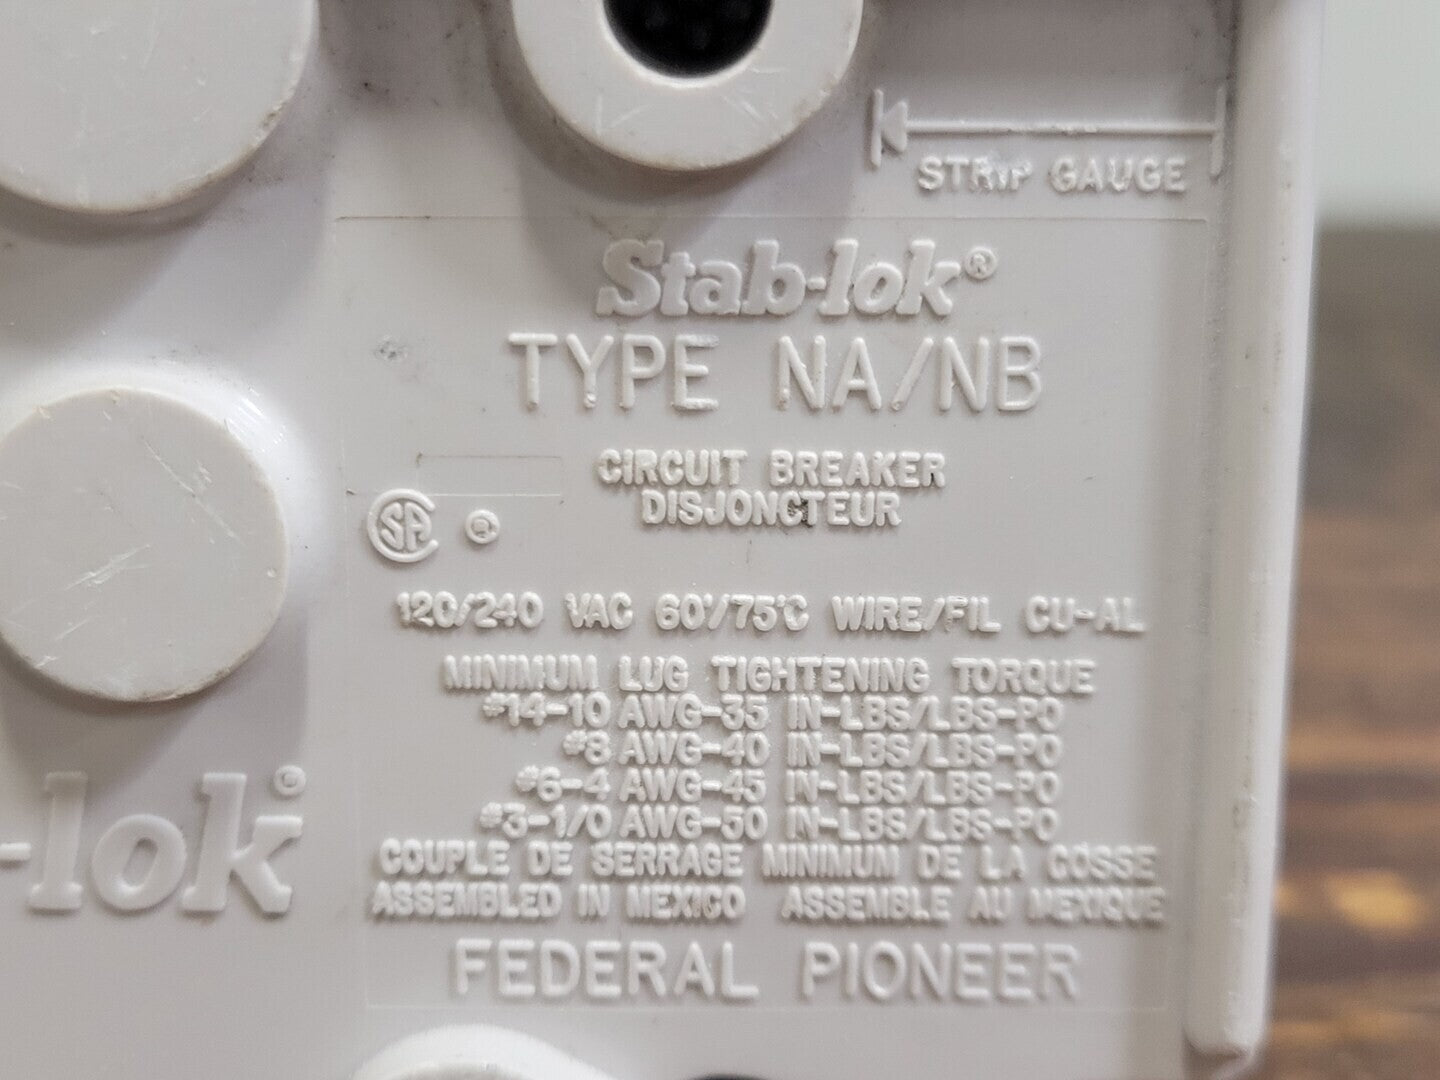 STRIP GAUGE
Stab-lok®
TYPE NA/NB
CIRCUIT BREAKER
DISJONCTEUR
SA ®
120/240 VAC 60°/75°C WIRE/FIL CU-AL
MINIMUM LUG TIGHTENING TORQUE
#14-10 AWG-35 IN-LBS/LBS-PO
#8 AWG-40 IN-LBS/LBS-PO
#6-4 AWG-45 IN-LBS/LBS-PO
#3-1/0 AWG-50 IN-LBS/LBS-PO
COUPLE DE SERRAGE MINIMUM DE LA COSSE
ASSEMBLED IN MEXICO ASSEMBLE AU MEXIQUE
FEDERAL PIONEER
-lok®